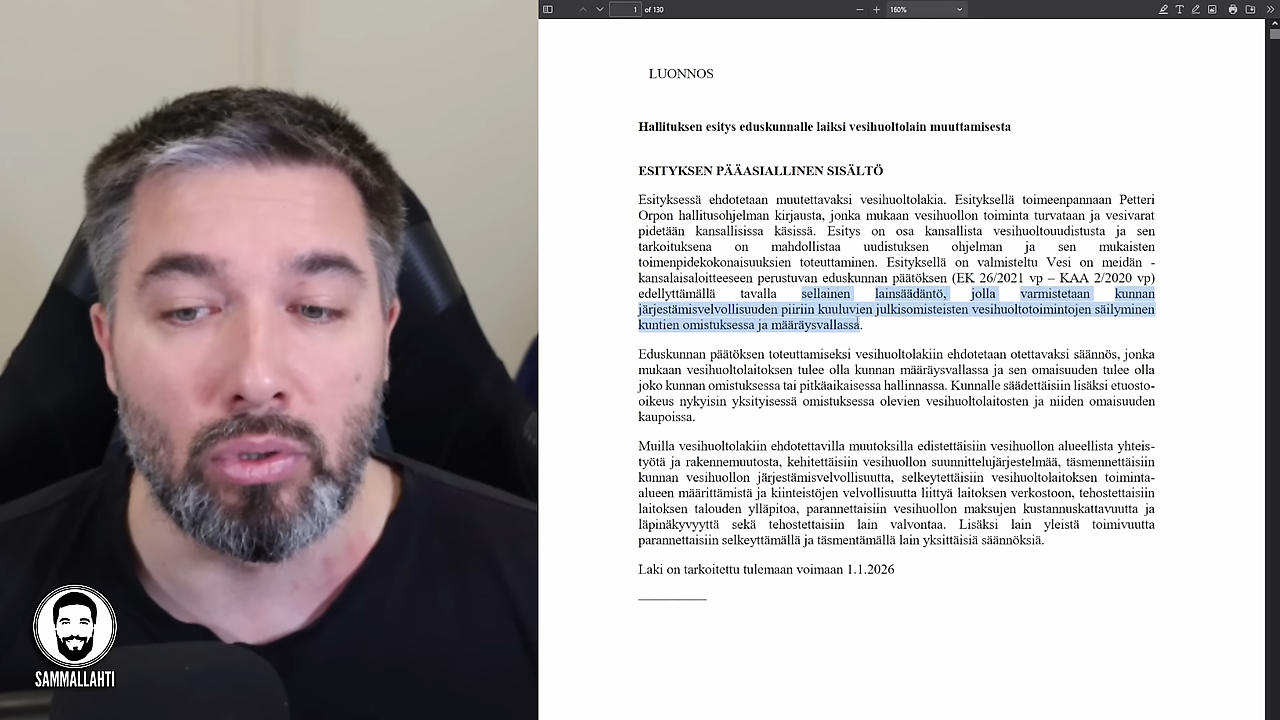 1 of 130
160%
LUONNOS
Hallituksen esitys eduskunnalle laiksi vesihuoltolain muuttamisesta
ESITYKSEN PÄÄASIALLINEN SISÄLTÖ
Esityksessä ehdotetaan muutettavaksi vesihuoltolakia. Esityksellä toimeenpannaan Petteri
Orpon hallitusohjelman kirjausta, jonka mukaan vesihuollon toiminta turvataan ja vesivarat
pidetään kansallisissa käsissä. Esitys on osa kansallista vesihuoltouudistusta ja sen
tarkoituksena on mahdollistaa uudistuksen ohjelman ja sen mukaisten
toimenpidekokonaisuuksien toteuttaminen. Esityksellä on valmisteltu Vesi on meidän -
kansalaisaloitteeseen perustuvan eduskunnan päätöksen (EK 26/2021 vp – KAA 2/2020 vp)
edellyttämällä tavalla sellainen lainsäädäntö, jolla varmistetaan kunnan
järjestämisvelvollisuuden piiriin kuuluvien julkisomisteisten vesihuoltotoimintojen säilyminen
kuntien omistuksessa ja määräysvallassa.
Eduskunnan päätöksen toteuttamiseksi vesihuoltolakiin ehdotetaan otettavaksi säännös, jonka
mukaan vesihuoltolaitoksen tulee olla kunnan määräysvallassa ja sen omaisuuden tulee olla
joko kunnan omistuksessa tai pitkäaikaisessa hallinnassa. Kunnalle säädettäisiin lisäksi etuosto-
oikeus nykyisin yksityisessä omistuksessa olevien vesihuoltolaitosten ja niiden omaisuuden
kaupoissa.
Muilla vesihuoltolakiin ehdotettavilla muutoksilla edistettäisiin vesihuollon alueellista yhteis-
työtä ja rakennemuutosta, kehitettäisiin vesihuollon suunnittelujärjestelmää, täsmennettäisiin
kunnan vesihuollon järjestämisvelvollisuutta, selkeytettäisiin vesihuoltolaitoksen toiminta-
alueen määrittämistä ja kiinteistöjen velvollisuutta liittyä laitoksen verkostoon, tehostettaisiin
laitoksen talouden ylläpitoa, parannettaisiin vesihuollon maksujen kustannuskattavuutta ja
läpinäkyvyyttä sekä tehostettaisiin lain valvontaa. Lisäksi lain yleistä toimivuutta
parannettaisiin selkeyttämällä ja täsmentämällä lain yksittäisiä säännöksiä.
Laki on tarkoitettu tulemaan voimaan 1.1.2026
SAMMALLAHTI